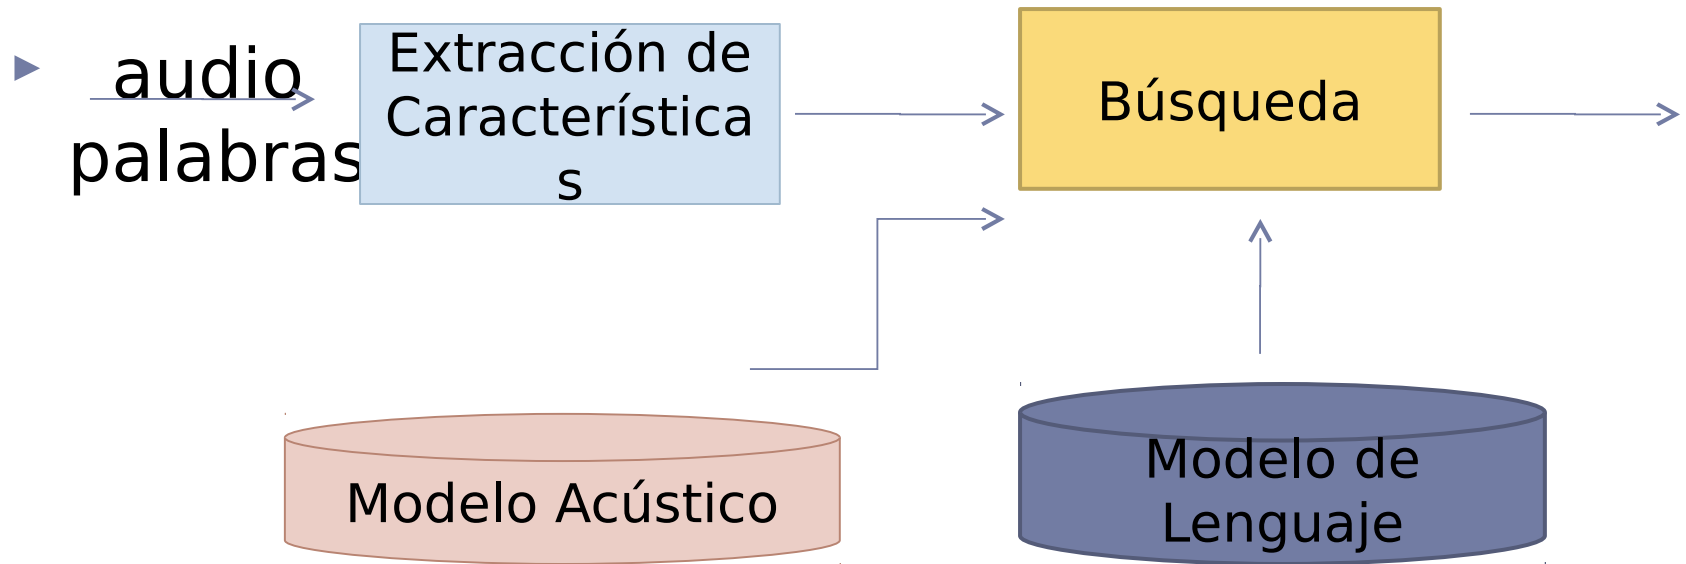 audio
palabras
Extracción de
Característica
s
Búsqueda
Modelo Acústico
Modelo de
Lenguaje